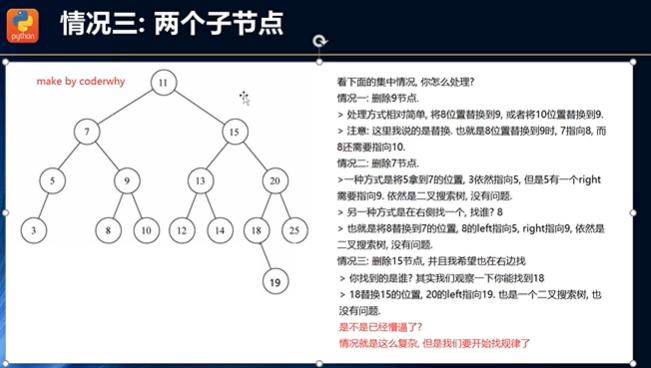 python
情况三: 两个子节点
make by coderwhy
11
7
15
5
9
13
20
3
8
10
12
14
18
25
19
看下面的集中情况, 你怎么处理?
情况一: 删除9节点.
> 处理方式相对简单, 将8位置替换到9, 或者将10位置替换到9.
> 注意: 这里我说的是替换. 也就是8位置替换到9时, 7指向8, 而
8还需要指向10.
情况二: 删除7节点.
>一种方式是将5拿到7的位置, 3依然指向5, 但是5有一个right
需要指向9. 依然是二叉搜索树, 没有问题.
> 另一种方式是在右侧找一个, 找谁? 8
> 也就是将8替换到7的位置, 8的left指向5, right指向9, 依然是
二叉搜索树, 没有问题.
情况三: 删除15节点, 并且我希望也在右边找
> 你找到的是谁? 其实我们观察一下你能找到18
> 18替换15的位置, 20的left指向19. 也是一个二叉搜索树, 也
没有问题.
是不是已经懵逼了?
情况就是这么复杂, 但是我们要开始找规律了